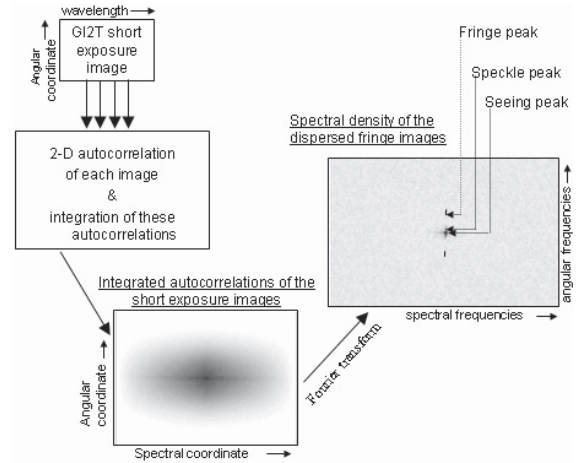 wavelength
Angular
coordinate
GI2T short
exposure
image
2-D autocorrelation
of each image
&
integration of these
autocorrelations
Integrated autocorrelations of the
short exposure images
Angular
coordinate
Spectral coordinate
Fourier transform
Fringe peak
Speckle peak
Seeing peak
Spectral density of the
dispersed fringe images
angular frequencies
spectral frequencies